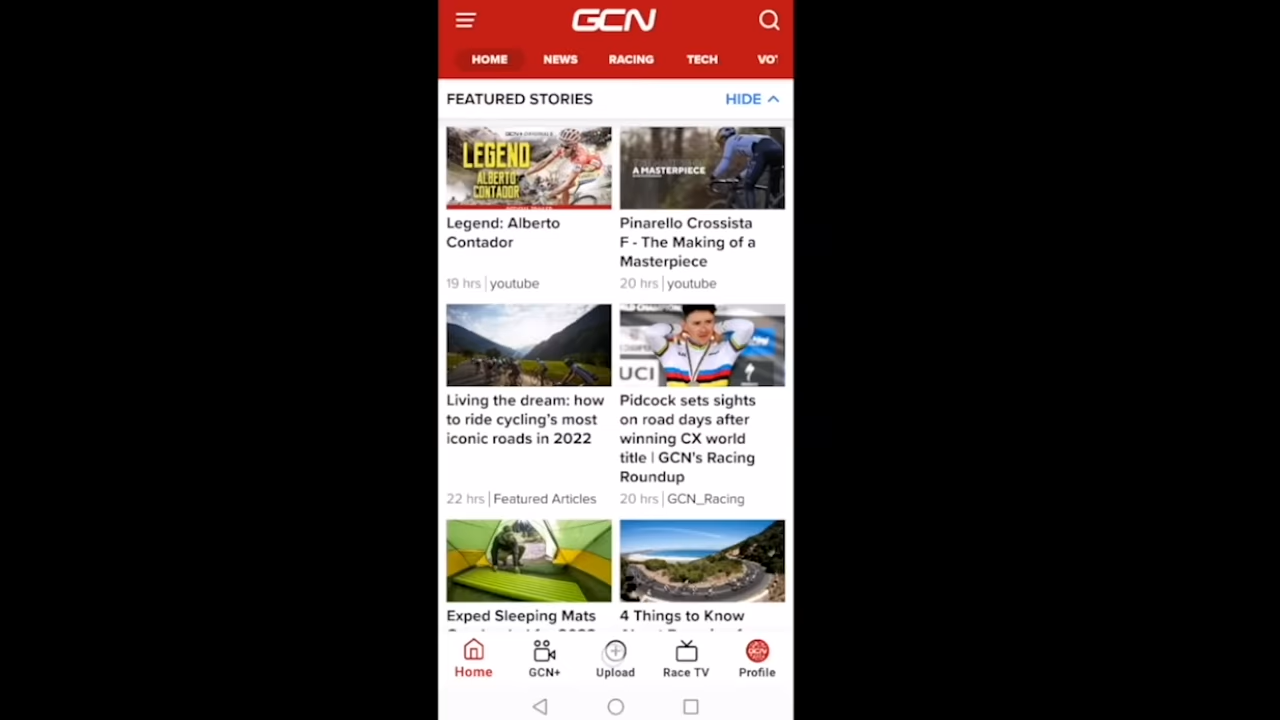 GCN
HOME NEWS RACING TECH
FEATURED STORIES HIDE
LEGEND
ALBERTO
CONTADOR
A MASTERPIECE
Legend: Alberto
Contador
19 hrs | youtube
Pinarello Crossista
F - The Making of a
Masterpiece
20 hrs | youtube
UCI
Living the dream: how
to ride cycling's most
iconic roads in 2022
22 hrs | Featured Articles
Pidcock sets sights
on road days after
winning CX world
title | GCN's Racing
Roundup
20 hrs | GCN_Racing
Exped Sleeping Mats
4 Things to Know
Home GCN+ Upload Race TV Profile